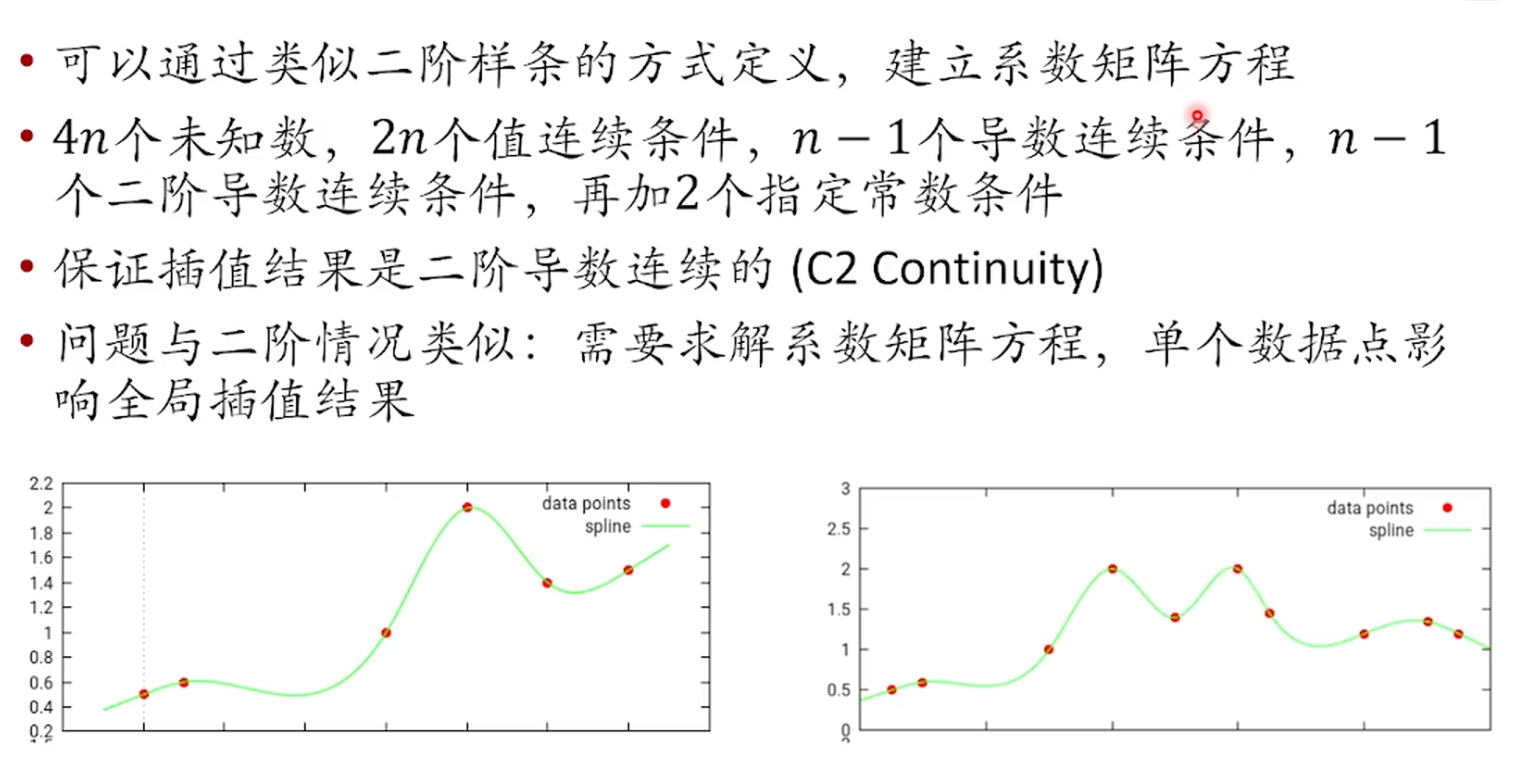 • 可以通过类似二阶样条的方式定义，建立系数矩阵方程
• 4n个未知数，2n个值连续条件，n − 1个导数连续条件，n − 1
个二阶导数连续条件，再加2个指定常数条件
• 保证插值结果是二阶导数连续的 (C2 Continuity)
• 问题与二阶情况类似：需要求解系数矩阵方程，单个数据点影
响全局插值结果
2.2
2
1.8
1.6
1.4
1.2
1
0.8
0.6
0.4
0.2
data points
spline
3
2.5
2
1.5
1
0.5
0
data points
spline